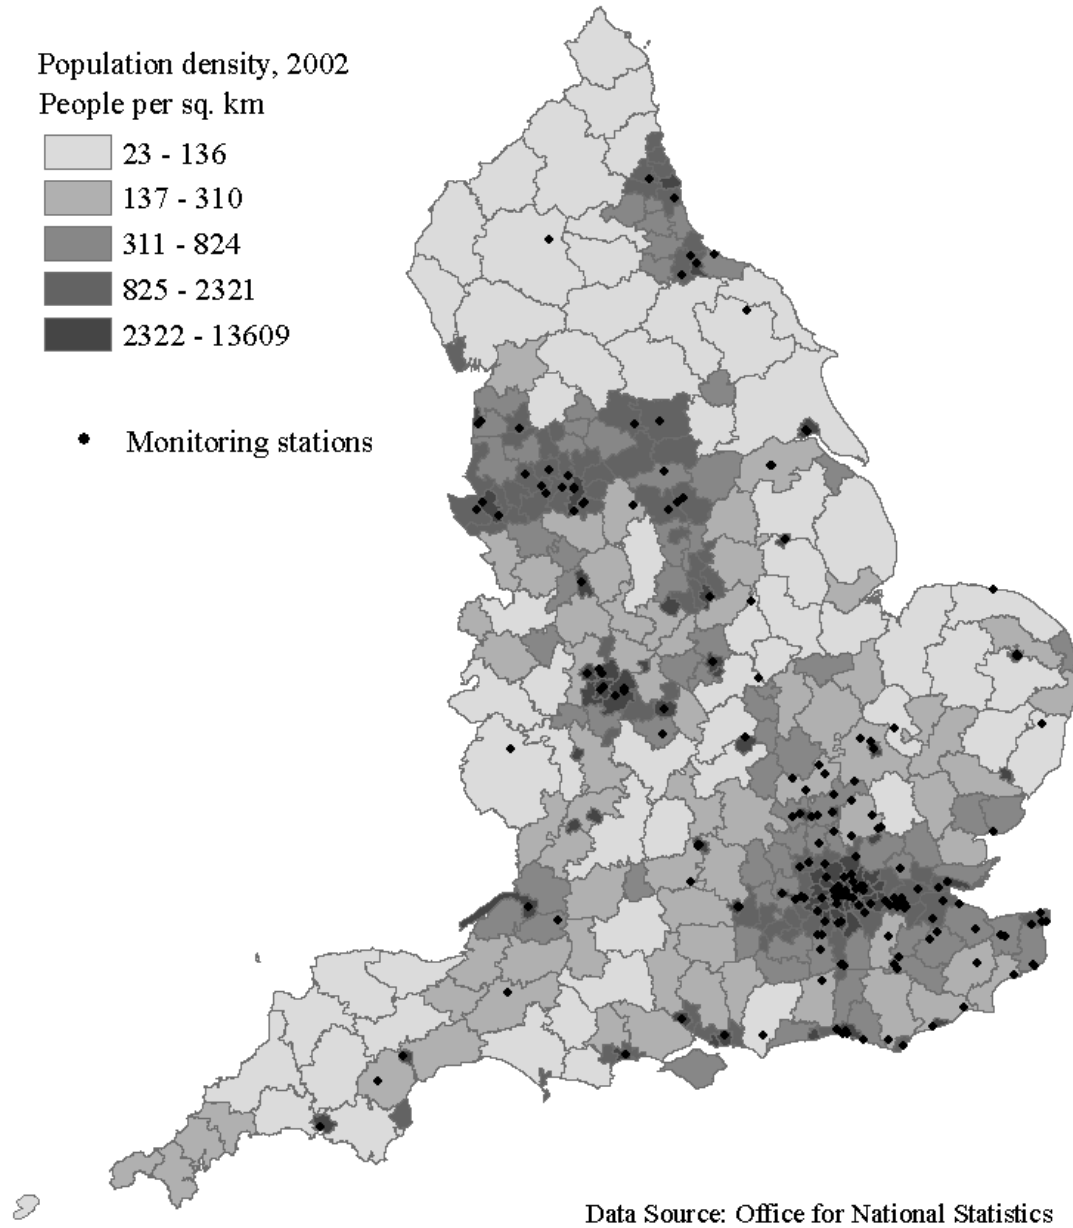 Population density, 2002
People per sq. km
23 - 136
137 - 310
311 - 824
825 - 2321
2322 - 13609
Monitoring stations
Data Source: Office for National Statistics